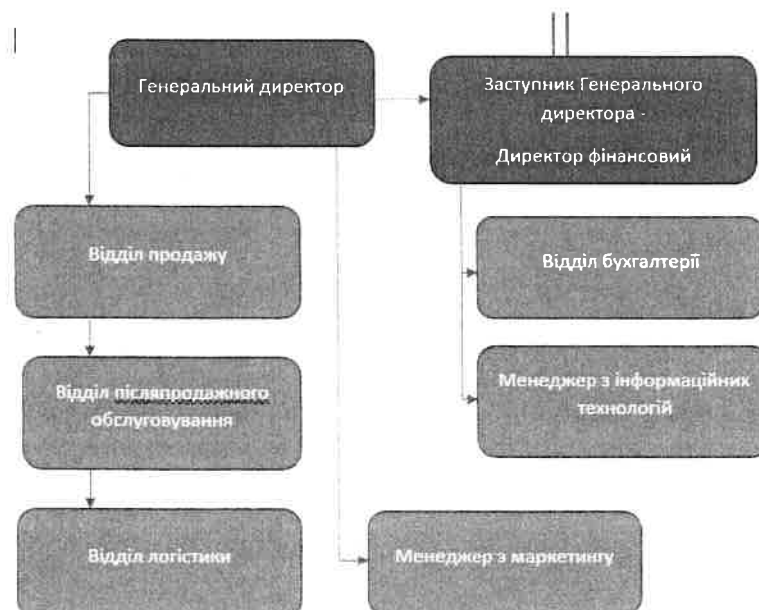 Генеральний директор
Заступник Генерального
директора -
Директор фінансовий
Відділ продажу
Відділ бухгалтерії
Відділ післяпродажного
обслуговування
Менеджер з інформаційних
технологій
Відділ логістики
Менеджер з маркетингу